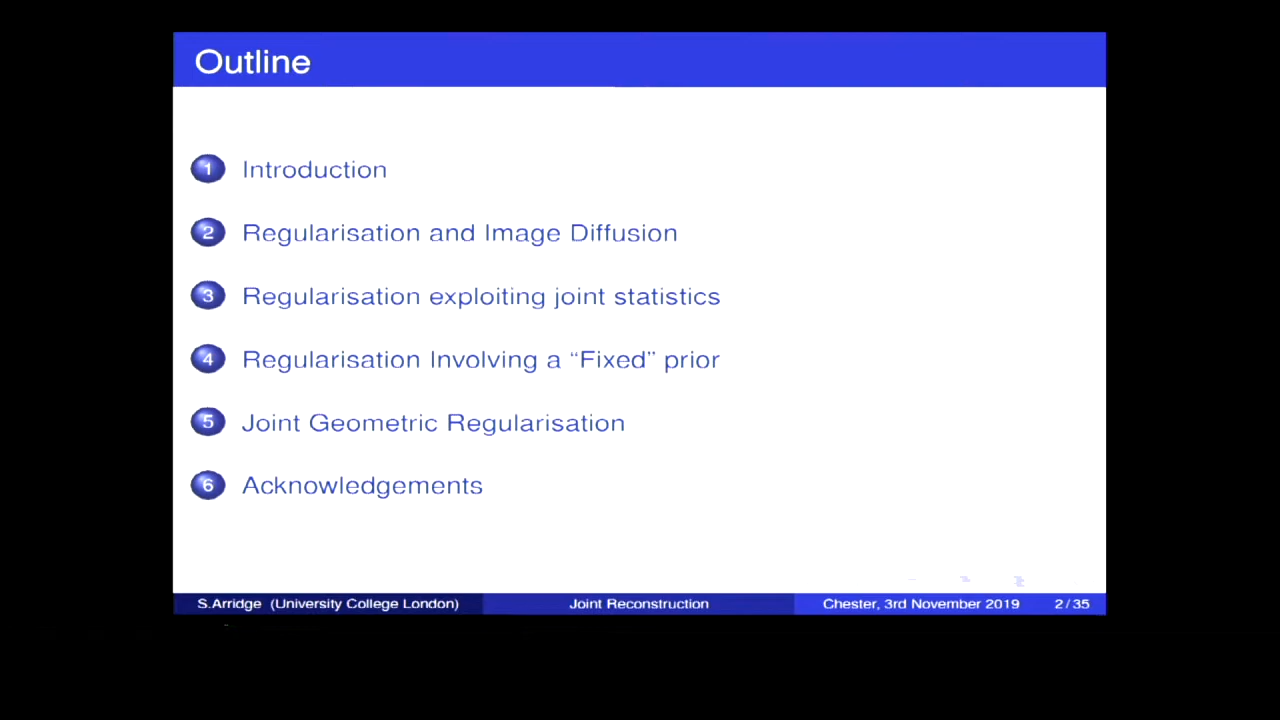 Outline
1 Introduction
2 Regularisation and Image Diffusion
3 Regularisation exploiting joint statistics
4 Regularisation Involving a “Fixed” prior
5 Joint Geometric Regularisation
6 Acknowledgements
S.Arridge (University College London) Joint Reconstruction Chester, 3rd November 2019 2 / 35